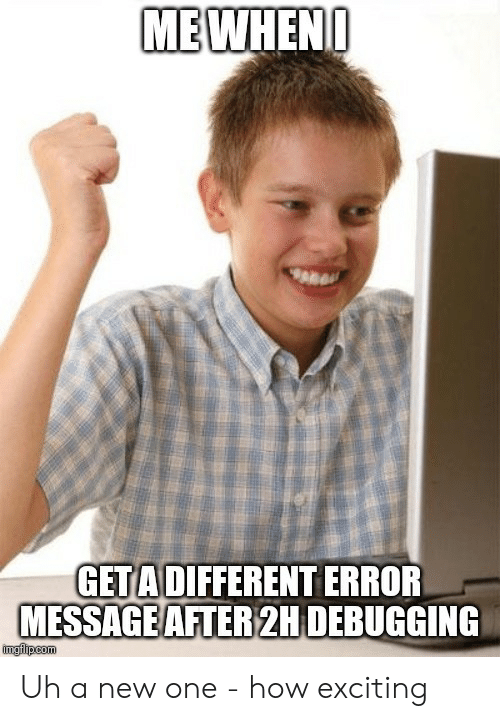 ME WHEN I
GET A DIFFERENT ERROR
MESSAGE AFTER 2H DEBUGGING
imgflip.com
Uh a new one - how exciting